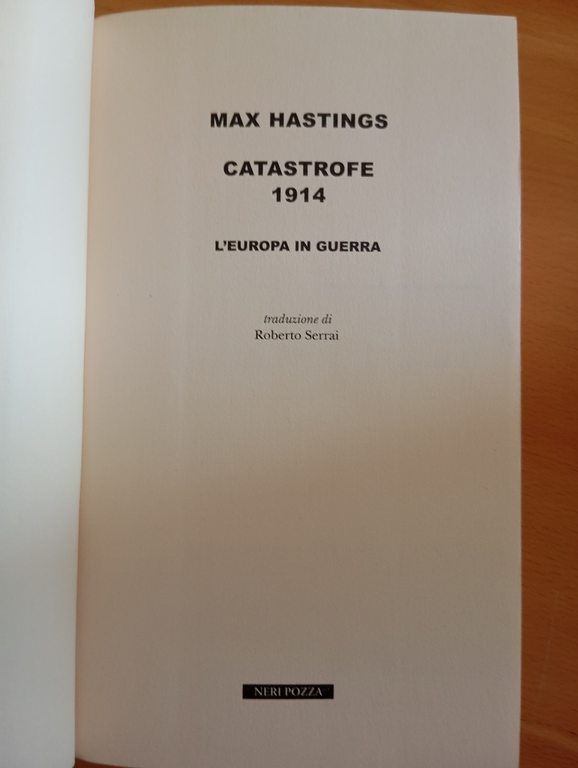 MAX HASTINGS
CATASTROFE
1914
L'EUROPA IN GUERRA
traduzione di
Roberto Serrai
NERI POZZA